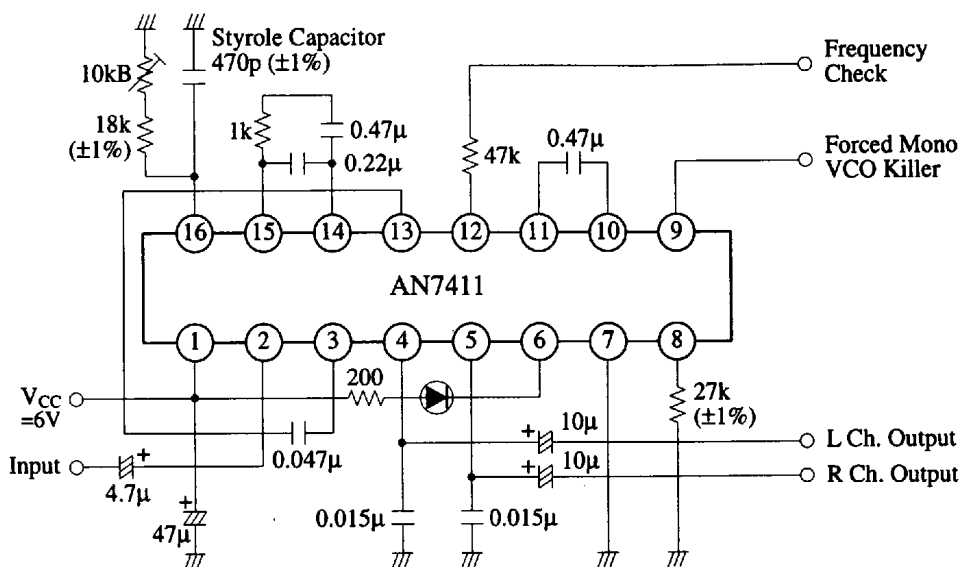 Styrole Capacitor
470p (±1%)
10kB
18k
(±1%)
1k
0.47µ
0.22µ
47k
0.47µ
Frequency
Check
Forced Mono
VCO Killer
16 15 14 13 12 11 10 9
AN7411
1 2 3 4 5 6 7 8
VCC
=6V
200
27k
(±1%)
+
10µ
L Ch. Output
Input
+
4.7µ
0.047µ
+
10µ
R Ch. Output
+
47µ
0.015µ
0.015µ